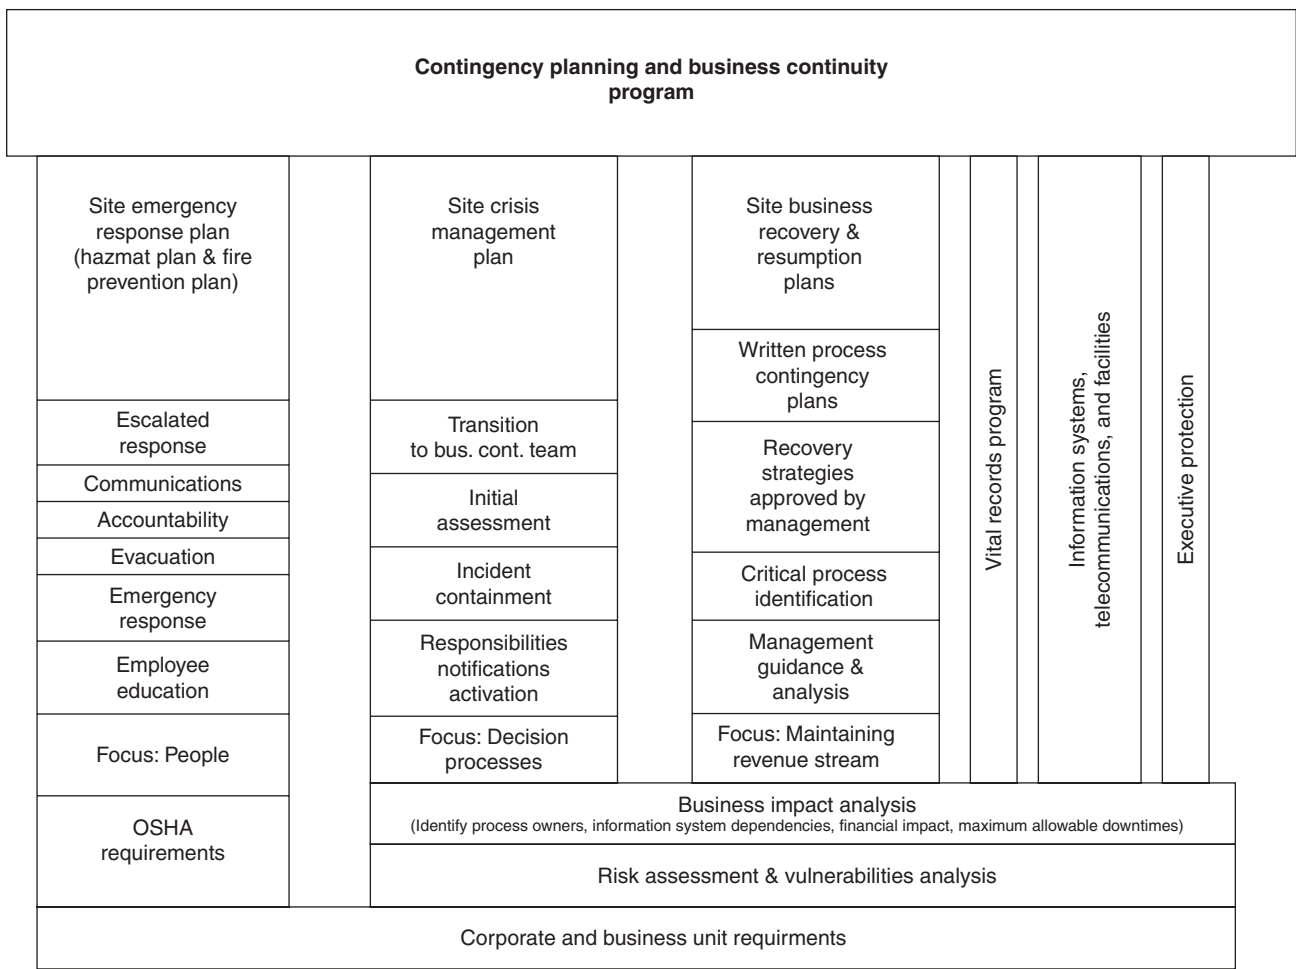 Contingency planning and business continuity
program
Site emergency
response plan
(hazmat plan & fire
prevention plan)
Escalated
response
Communications
Accountability
Evacuation
Emergency
response
Employee
education
Focus: People
OSHA
requirements
Site crisis
management
plan
Transition
to bus. cont. team
Initial
assessment
Incident
containment
Responsibilities
notifications
activation
Focus: Decision
processes
Site business
recovery &
resumption
plans
Written process
contingency
plans
Recovery
strategies
approved by
management
Critical process
identification
Management
guidance &
analysis
Focus: Maintaining
revenue stream
Vital records program
Information systems,
telecommunications, and facilities
Executive protection
Business impact analysis
(Identify process owners, information system dependencies, financial impact, maximum allowable downtimes)
Risk assessment & vulnerabilities analysis
Corporate and business unit requirments